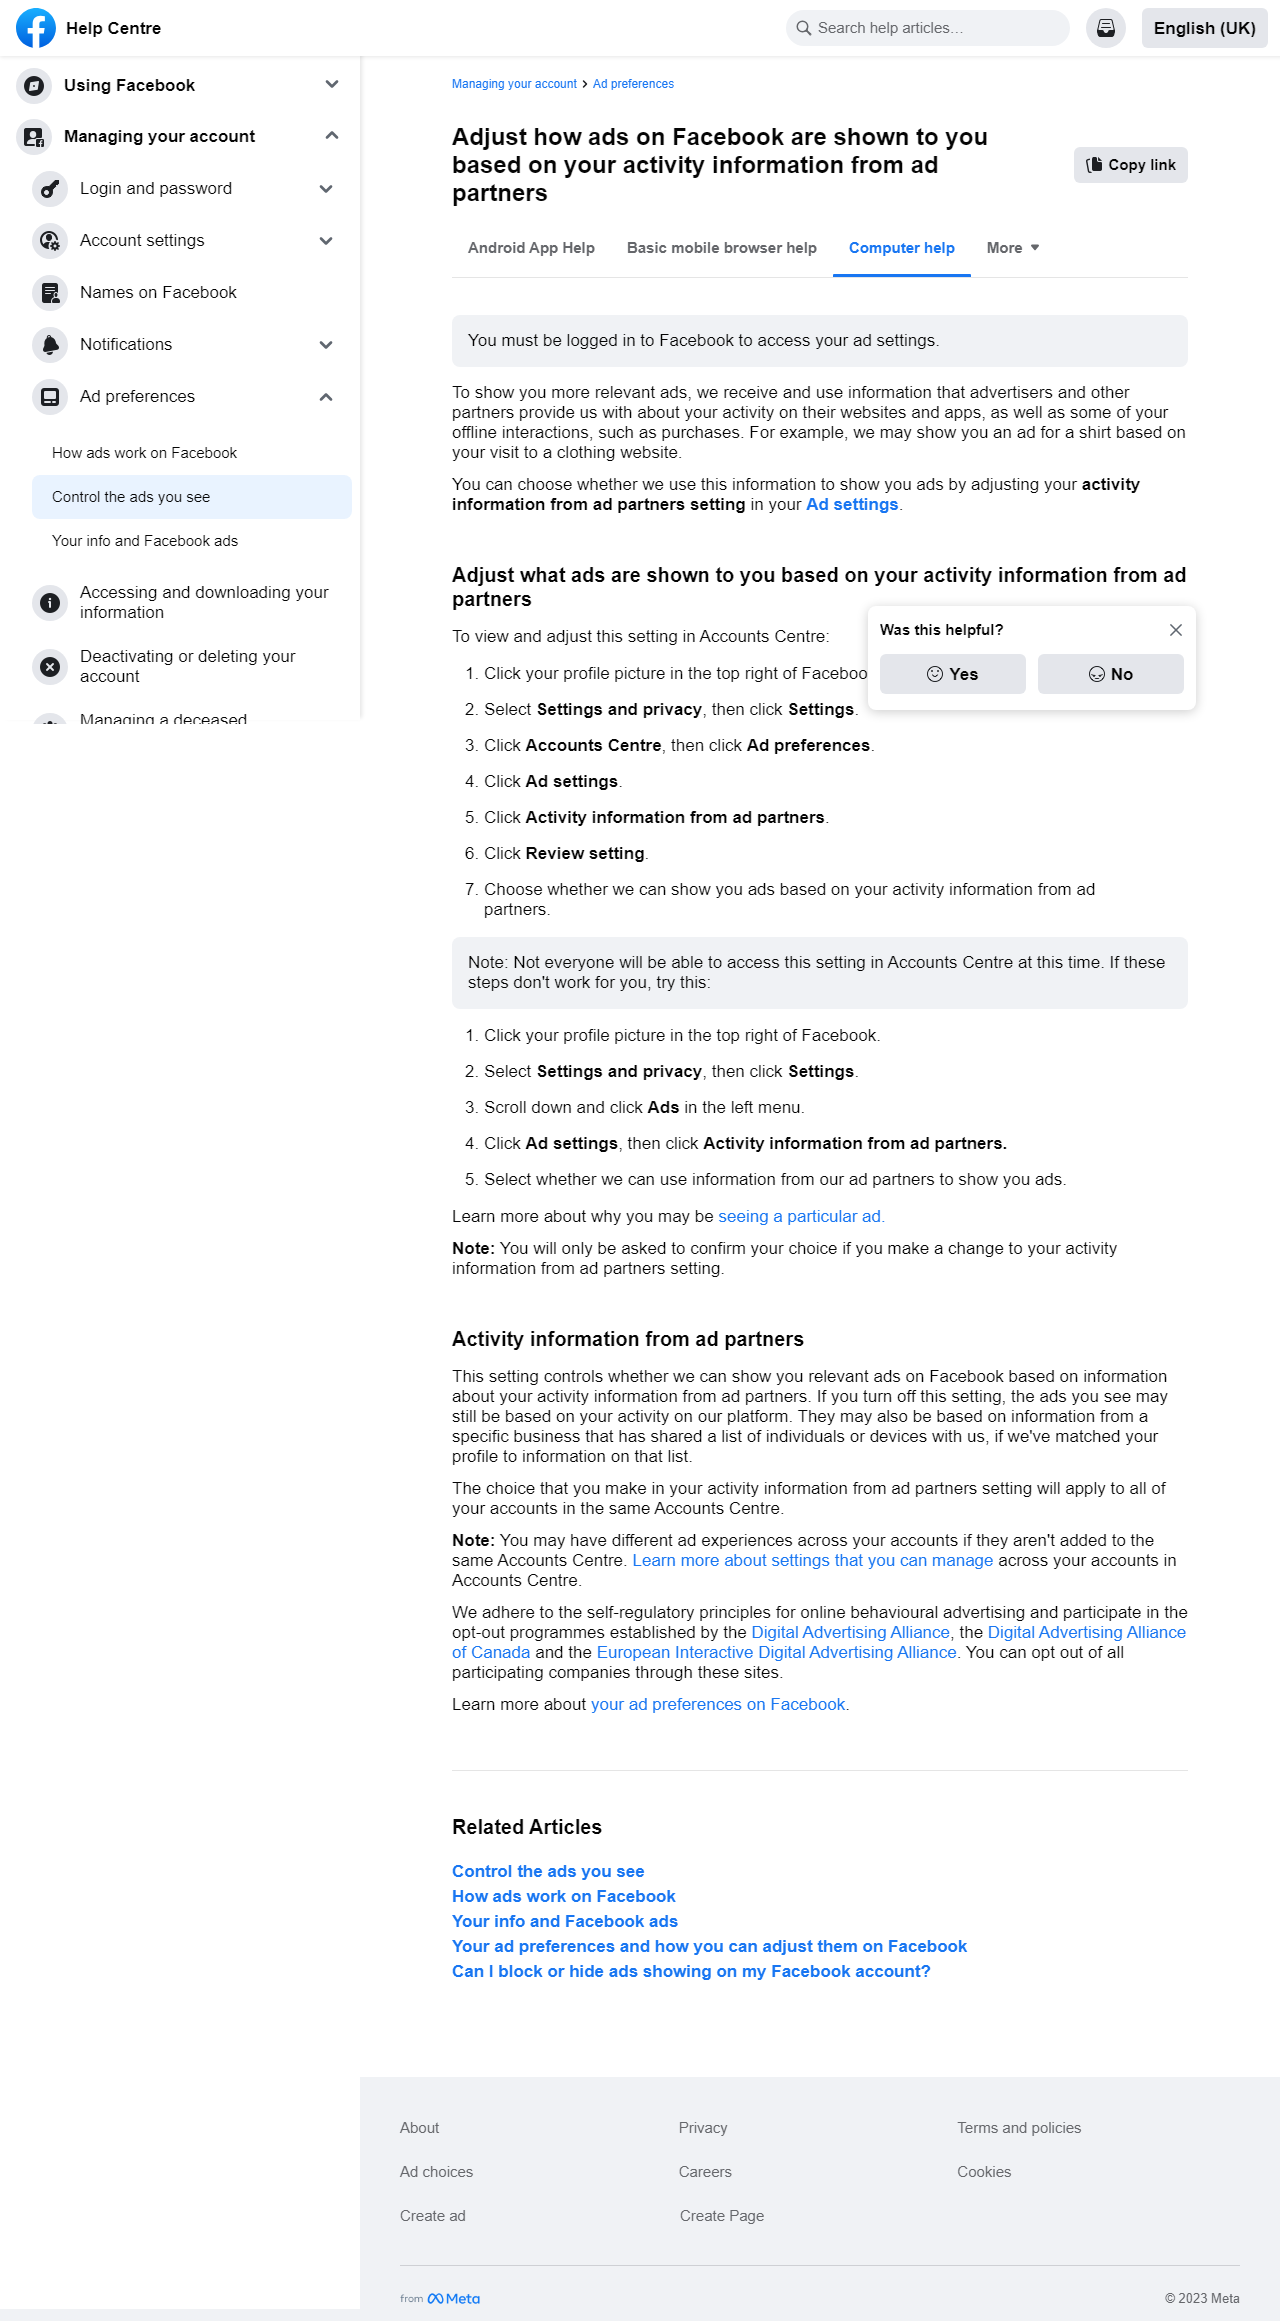 Help Centre
Search help articles...
English (UK)
Using Facebook
Managing your account
Login and password
Account settings
Names on Facebook
Notifications
Ad preferences
How ads work on Facebook
Control the ads you see
Your info and Facebook ads
Accessing and downloading your
information
Deactivating or deleting your
account
Managing a deceased
Managing your account
Ad preferences
Adjust how ads on Facebook are shown to you
based on your activity information from ad
partners
Copy link
Android App Help
Basic mobile browser help
Computer help
More
You must be logged in to Facebook to access your ad settings.
To show you more relevant ads, we receive and use information that advertisers and other
partners provide us with about your activity on their websites and apps, as well as some of your
offline interactions, such as purchases. For example, we may show you an ad for a shirt based on
your visit to a clothing website.
You can choose whether we use this information to show you ads by adjusting your activity
information from ad partners setting in your Ad settings.
Adjust what ads are shown to you based on your activity information from ad
partners
To view and adjust this setting in Accounts Centre:
1. Click your profile picture in the top right of Faceboo
2. Select Settings and privacy, then click Settings.
3. Click Accounts Centre, then click Ad preferences.
4. Click Ad settings.
5. Click Activity information from ad partners.
6. Click Review setting.
7. Choose whether we can show you ads based on your activity information from ad
partners.
Was this helpful?
Yes
No
Note: Not everyone will be able to access this setting in Accounts Centre at this time. If these
steps don't work for you, try this:
1. Click your profile picture in the top right of Facebook.
2. Select Settings and privacy, then click Settings.
3. Scroll down and click Ads in the left menu.
4. Click Ad settings, then click Activity information from ad partners.
5. Select whether we can use information from our ad partners to show you ads.
Learn more about why you may be seeing a particular ad.
Note: You will only be asked to confirm your choice if you make a change to your activity
information from ad partners setting.
Activity information from ad partners
This setting controls whether we can show you relevant ads on Facebook based on information
about your activity information from ad partners. If you turn off this setting, the ads you see may
still be based on your activity on our platform. They may also be based on information from a
specific business that has shared a list of individuals or devices with us, if we've matched your
profile to information on that list.
The choice that you make in your activity information from ad partners setting will apply to all of
your accounts in the same Accounts Centre.
Note: You may have different ad experiences across your accounts if they aren't added to the
same Accounts Centre. Learn more about settings that you can manage across your accounts in
Accounts Centre.
We adhere to the self-regulatory principles for online behavioural advertising and participate in the
opt-out programmes established by the Digital Advertising Alliance, the Digital Advertising Alliance
of Canada and the European Interactive Digital Advertising Alliance. You can opt out of all
participating companies through these sites.
Learn more about your ad preferences on Facebook.
Related Articles
Control the ads you see
How ads work on Facebook
Your info and Facebook ads
Your ad preferences and how you can adjust them on Facebook
Can I block or hide ads showing on my Facebook account?
About
Privacy
Terms and policies
Ad choices
Careers
Cookies
Create ad
Create Page
from Meta
© 2023 Meta